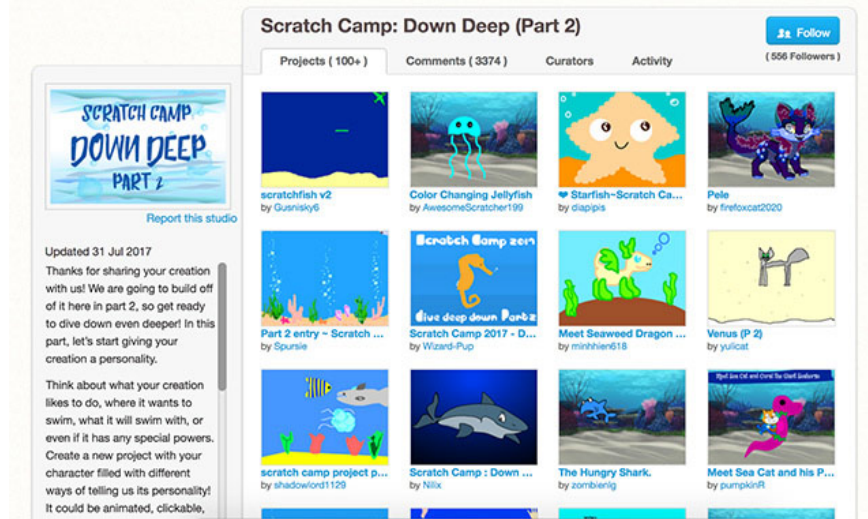 Scratch Camp: Down Deep (Part 2)
Follow
( 556 Followers )
Projects ( 100+ )
Comments ( 3374 )
Curators
Activity
SCRATCH CAMP
DOWN DEEP
PART 2
Report this studio
Updated 31 Jul 2017
Thanks for sharing your creation
with us! We are going to build off
of it here in part 2, so get ready
to dive down even deeper! In this
part, let's start giving your
creation a personality.
Think about what your creation
likes to do, where it wants to
swim, what it will swim with, or
even if it has any special powers.
Create a new project with your
character filled with different
ways of telling us its personality!
It could be animated, clickable,
scratchfish v2
by Gusnisky6
Color Changing Jellyfish
by AwesomeScratcher199
❤ Starfish~Scratch Ca...
by diapipis
Pele
by firefoxcat2020
Part 2 entry ~ Scratch ...
by Spursie
Scratch Camp 2017
Dive deep down Part 2
Scratch Camp 2017 - D...
by Wizard-Pup
Meet Seaweed Dragon ...
by minhhien618
Venus (P 2)
by yulicat
scratch camp project p...
by shadowlord1129
Scratch Camp : Down ...
by Nilix
The Hungry Shark.
by zombienig
Meet Sea Cat and his P...
by pumpkinR